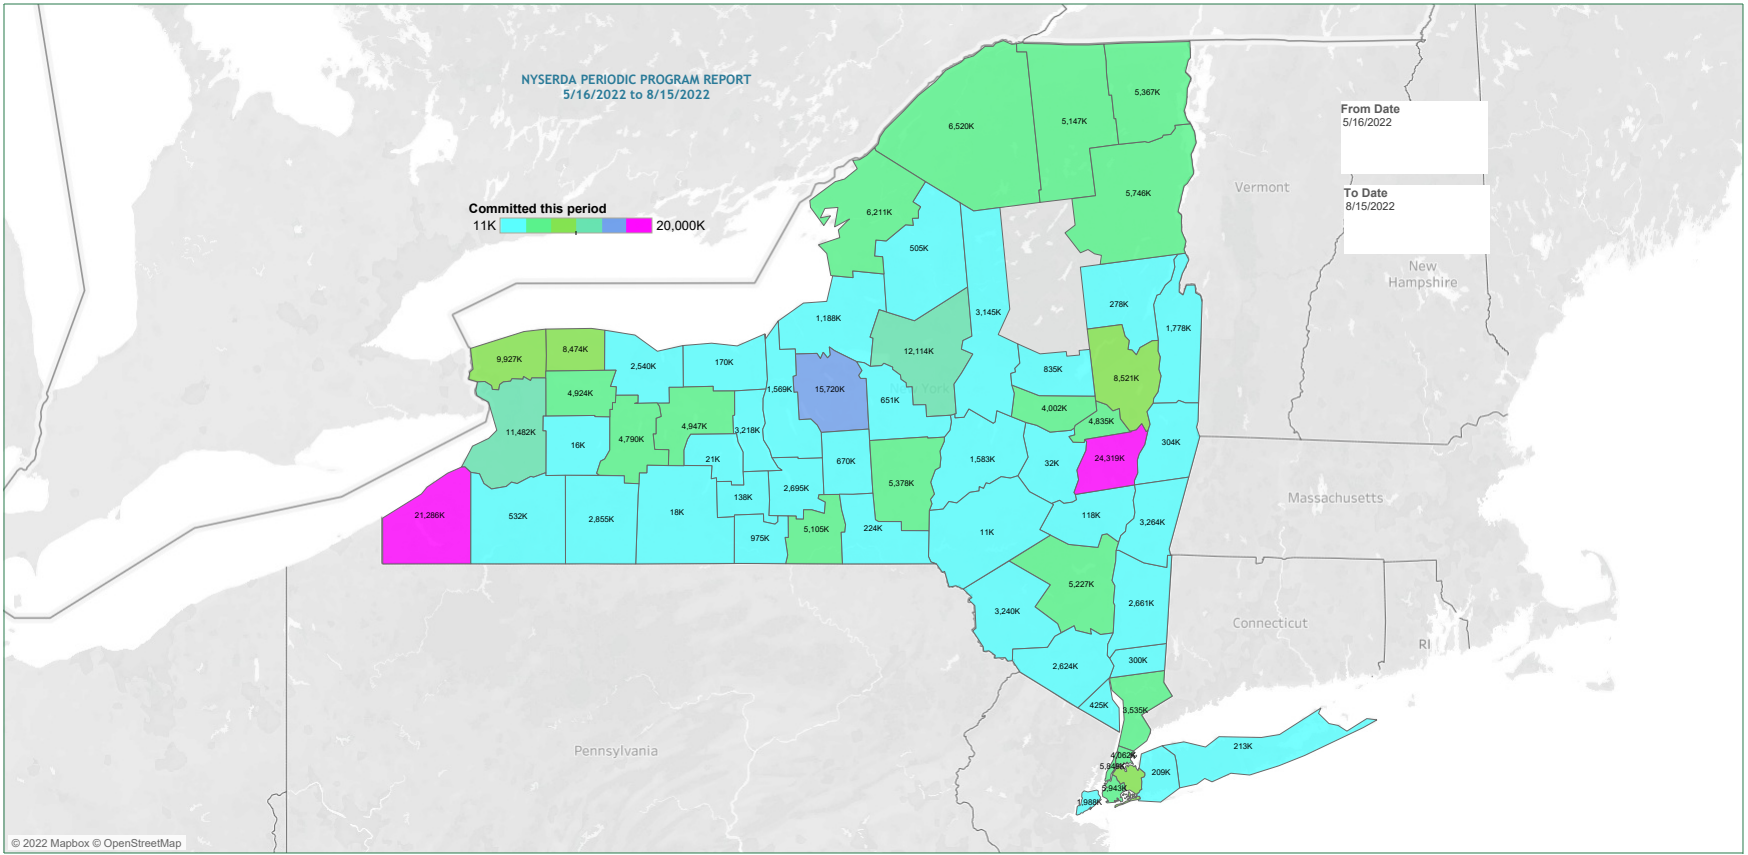 NYSERDA PERIODIC PROGRAM REPORT
5/16/2022 to 8/15/2022
From Date
5/16/2022
To Date
8/15/2022
Committed this period
11K
20,000K
Vermont
New
Hampshire
Massachusetts
Connecticut
RI
Pennsylvania
5,367K
5,147K
6,520K
5,746K
6,211K
505K
3,145K
278K
1,778K
1,188K
12,114K
9,927K
8,474K
2,540K
170K
835K
8,521K
1,569K
15,720K
651K
4,924K
4,002K
4,835K
11,482K
16K
4,790K
4,947K
3,218K
21K
670K
1,583K
32K
24,319K
304K
5,378K
2,695K
138K
21,286K
532K
2,855K
18K
975K
5,105K
224K
11K
118K
3,264K
5,227K
3,240K
2,661K
2,624K
300K
425K
3,535K
4,062K
213K
209K
1,988K
© 2022 Mapbox © OpenStreetMap